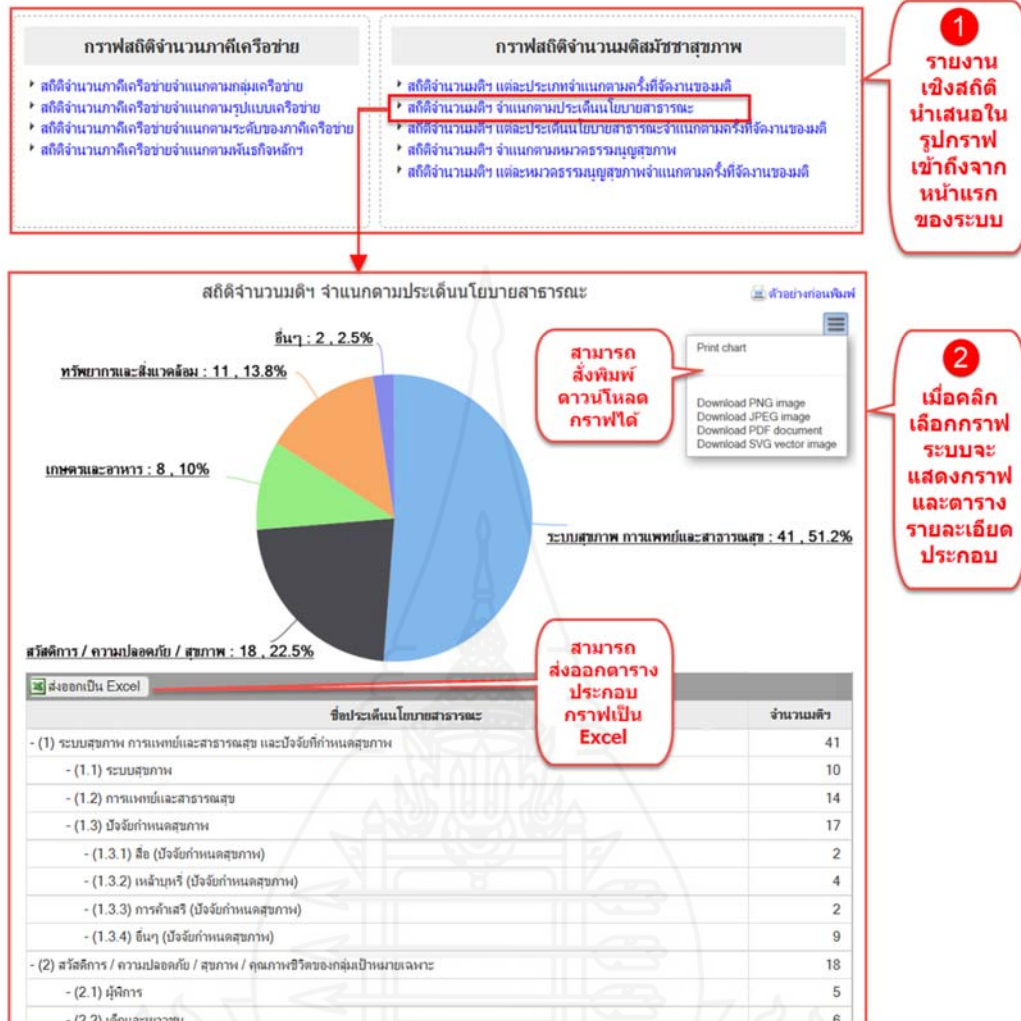 กราฟสถิติจำนวนภาคีเครือข่าย
สถิติจำนวนภาคีเครือข่ายจำแนกตามกลุ่มเครือข่าย
สถิติจำนวนภาคีเครือข่ายจำแนกตามรูปแบบเครือข่าย
สถิติจำนวนภาคีเครือข่ายจำแนกตามระดับของภาคีเครือข่าย
สถิติจำนวนภาคีเครือข่ายจำแนกตามพันธกิจหลักฯ
กราฟสถิติจำนวนมติสมัชชาสุขภาพ
สถิติจำนวนมติฯ แต่ละประเภทจำแนกตามครั้งที่จัดงานของมติ
สถิติจำนวนมติฯ จำแนกตามประเด็นนโยบายสาธารณะ
สถิติจำนวนมติฯ แต่ละประเด็นนโยบายสาธารณะจำแนกตามครั้งที่จัดงานของมติ
สถิติจำนวนมติฯ จำแนกตามหมวดธรรมนูญสุขภาพ
สถิติจำนวนมติฯ แต่ละหมวดธรรมนูญสุขภาพจำแนกตามครั้งที่จัดงานของมติ
1
รายงาน
เชิงสถิติ
นำเสนอใน
รูปกราฟ
เข้าถึงจาก
หน้าแรก
ของระบบ
สถิติจำนวนมติฯ จำแนกตามประเด็นนโยบายสาธารณะ
ตัวอย่างก่อนพิมพ์
อื่นๆ : 2 , 2.5%
ทรัพยากรและสิ่งแวดล้อม : 11 , 13.8%
เกษตรและอาหาร : 8 , 10%
ระบบสุขภาพ การแพทย์และสาธารณสุข : 41 , 51.2%
สวัสดิการ / ความปลอดภัย / สุขภาพ : 18 , 22.5%
สามารถ
สั่งพิมพ์
ดาวน์โหลด
กราฟได้
Print chart
Download PNG image
Download JPEG image
Download PDF document
Download SVG vector image
2
เมื่อคลิก
เลือกกราฟ
ระบบจะ
แสดงกราฟ
และตาราง
รายละเอียด
ประกอบ
สามารถ
ส่งออกตาราง
ประกอบ
กราฟเป็น
Excel
ส่งออกเป็น Excel
ชื่อประเด็นนโยบายสาธารณะ จำนวนมติฯ
- (1) ระบบสุขภาพ การแพทย์และสาธารณสุข และปัจจัยที่กำหนดสุขภาพ 41
- (1.1) ระบบสุขภาพ 10
- (1.2) การแพทย์และสาธารณสุข 14
- (1.3) ปัจจัยกำหนดสุขภาพ 17
- (1.3.1) สื่อ (ปัจจัยกำหนดสุขภาพ) 2
- (1.3.2) เหล้าบุหรี่ (ปัจจัยกำหนดสุขภาพ) 4
- (1.3.3) การค้าเสรี (ปัจจัยกำหนดสุขภาพ) 2
- (1.3.4) อื่นๆ (ปัจจัยกำหนดสุขภาพ) 9
- (2) สวัสดิการ / ความปลอดภัย / สุขภาพ / คุณภาพชีวิตของกลุ่มเป้าหมายเฉพาะ 18
- (2.1) ผู้พิการ 5
- (2.2) เด็กและเยาวชน 6